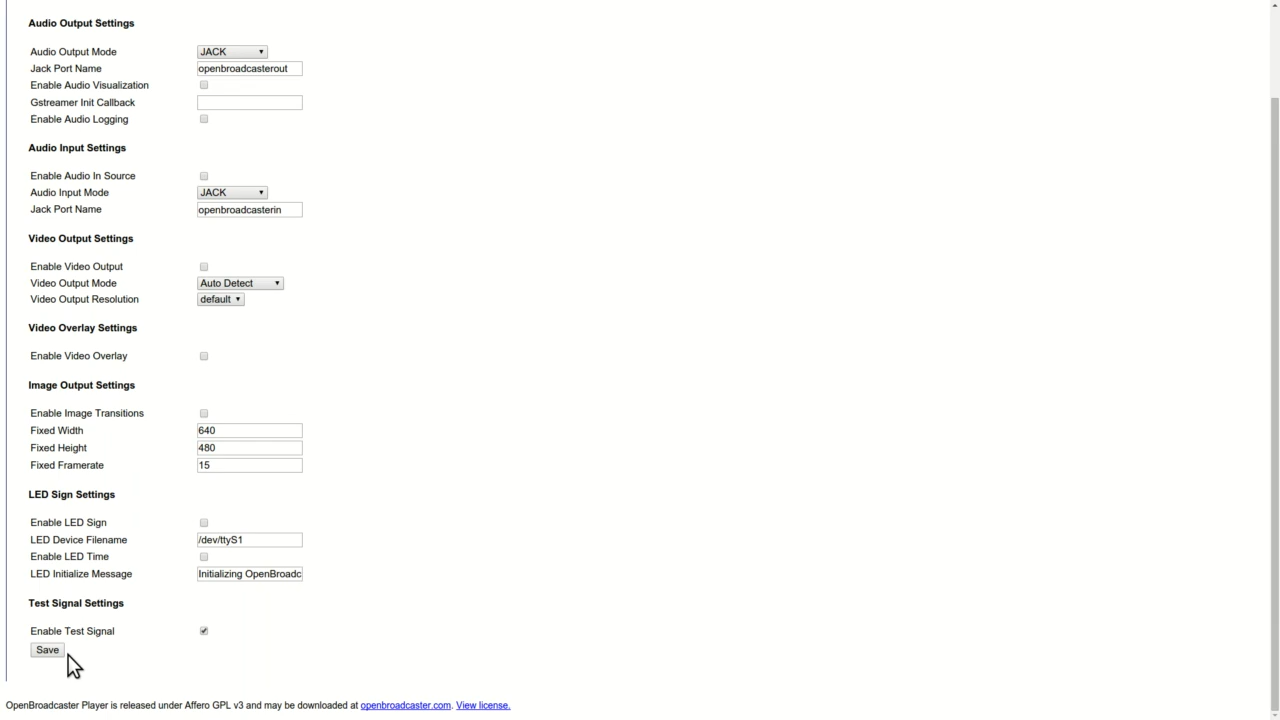 Audio Output Settings
Audio Output Mode JACK
Jack Port Name openbroadcasterout
Enable Audio Visualization
Gstreamer Init Callback
Enable Audio Logging
Audio Input Settings
Enable Audio In Source
Audio Input Mode JACK
Jack Port Name openbroadcasterin
Video Output Settings
Enable Video Output
Video Output Mode Auto Detect
Video Output Resolution default
Video Overlay Settings
Enable Video Overlay
Image Output Settings
Enable Image Transitions
Fixed Width 640
Fixed Height 480
Fixed Framerate 15
LED Sign Settings
Enable LED Sign
LED Device Filename /dev/ttyS1
Enable LED Time
LED Initialize Message Initializing OpenBroadc
Test Signal Settings
Enable Test Signal
Save
OpenBroadcaster Player is released under Affero GPL v3 and may be downloaded at openbroadcaster.com. View license.